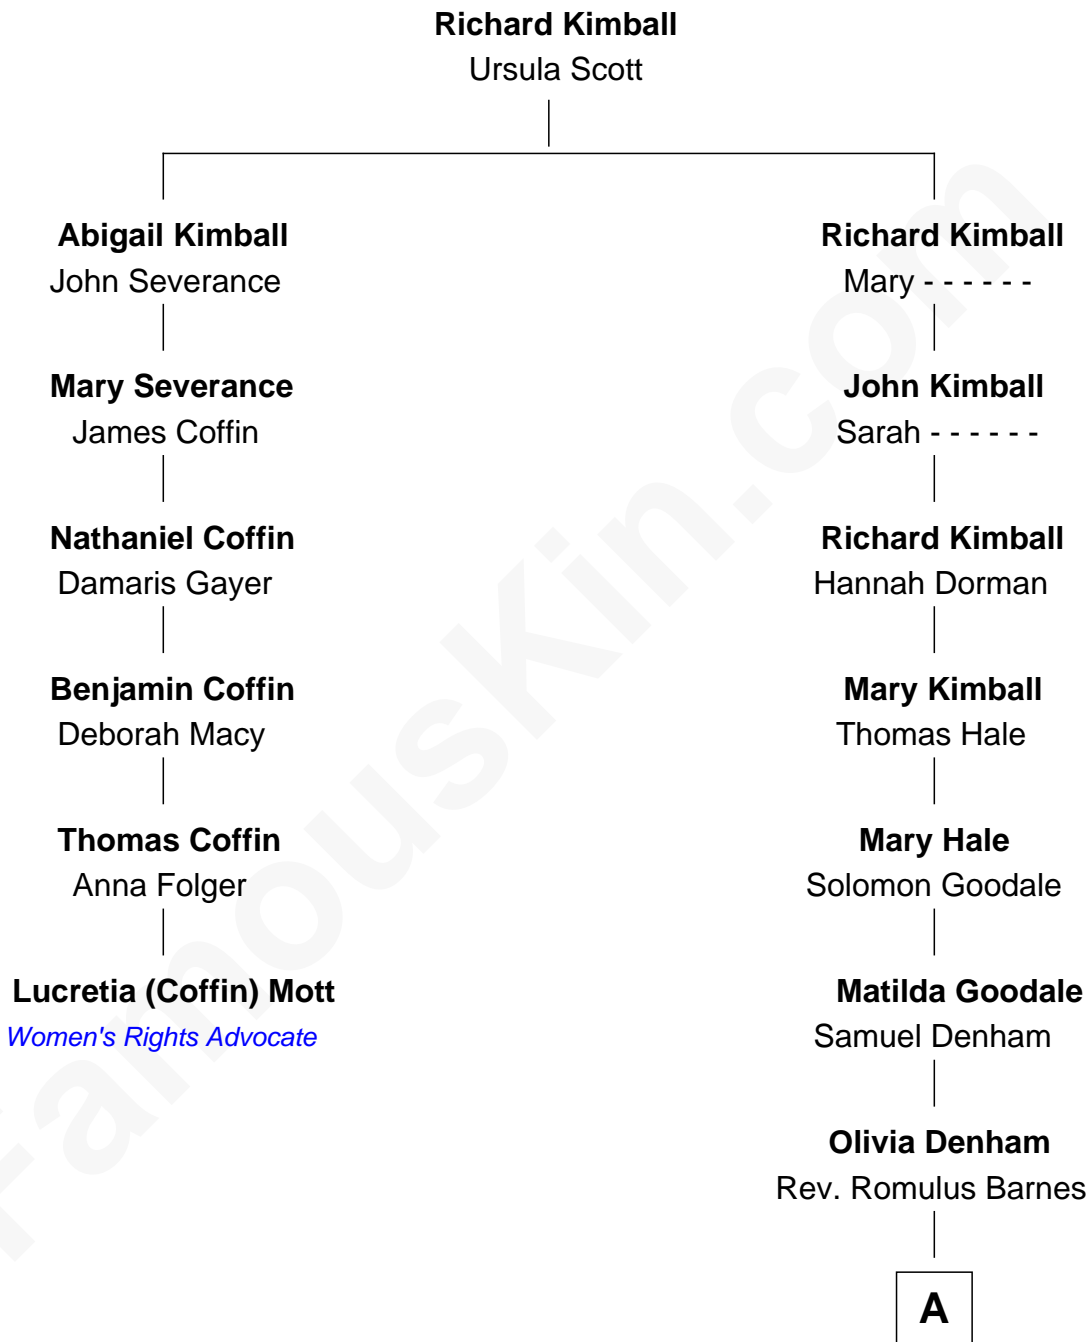 Richard Kimball
Ursula Scott
Abigail Kimball
John Severance
Mary Severance
James Coffin
Nathaniel Coffin
Damaris Gayer
Benjamin Coffin
Deborah Macy
Thomas Coffin
Anna Folger
Lucretia (Coffin) Mott
Women's Rights Advocate
Richard Kimball
Mary - - - - - -
John Kimball
Sarah - - - - - -
Richard Kimball
Hannah Dorman
Mary Kimball
Thomas Hale
Mary Hale
Solomon Goodale
Matilda Goodale
Samuel Denham
Olivia Denham
Rev. Romulus Barnes
A
FamousKin.com